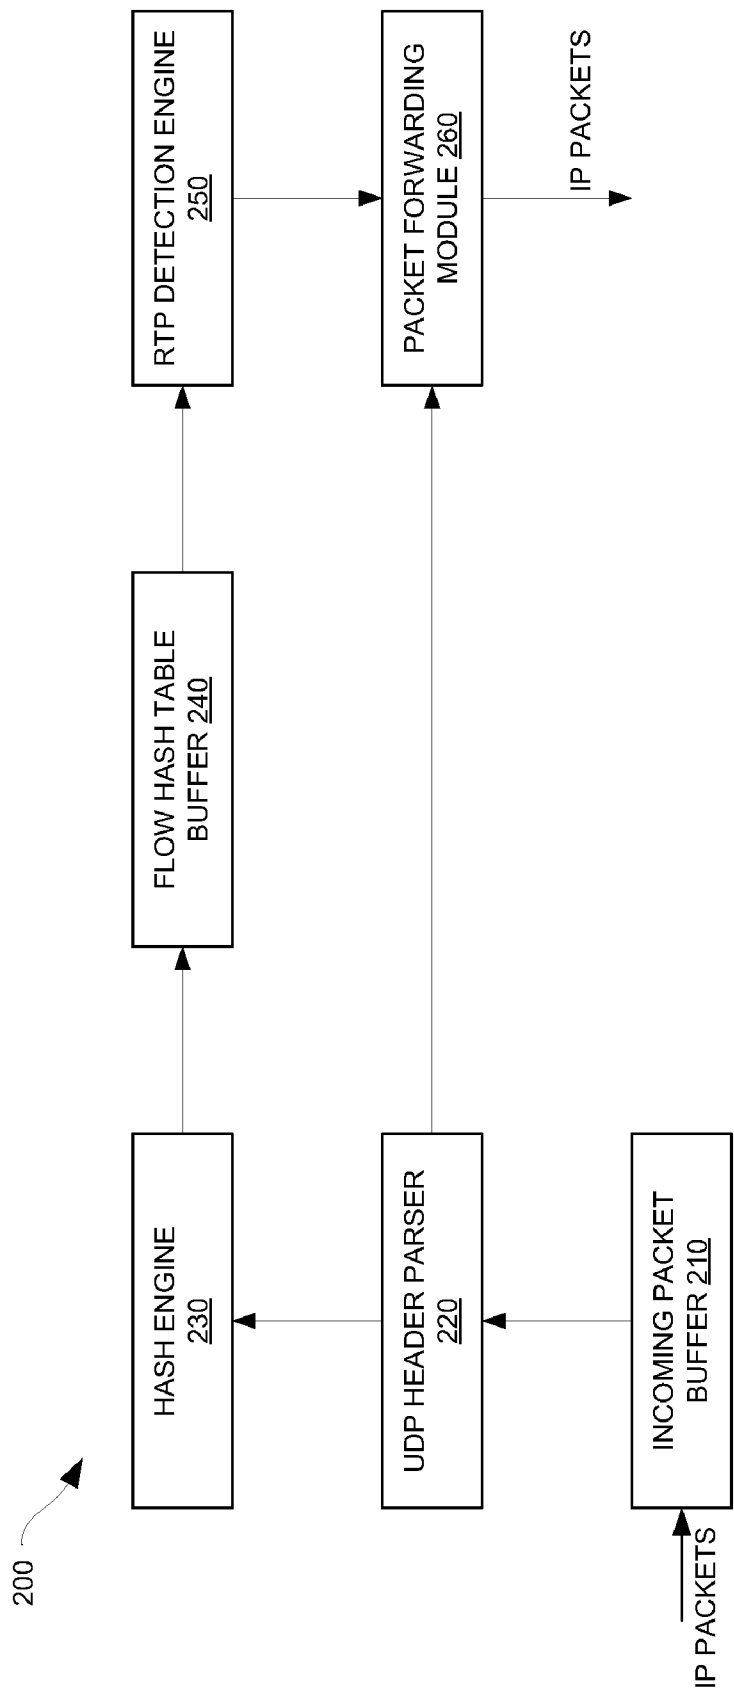 200
HASH ENGINE
230
FLOW HASH TABLE
BUFFER 240
RTP DETECTION ENGINE
250
UDP HEADER PARSER
220
PACKET FORWARDING
MODULE 260
INCOMING PACKET
BUFFER 210
IP PACKETS
IP PACKETS